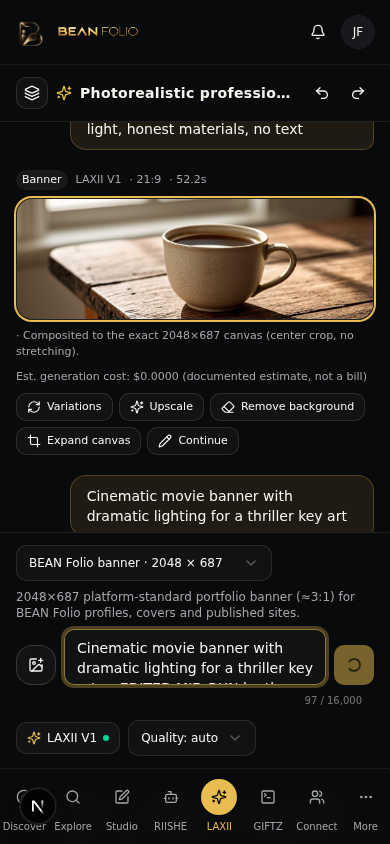 BEAN FOLIO
JF
Photorealistic professio...
light, honest materials, no text
Banner LAXII V1 · 21:9 · 52.2s
· Composited to the exact 2048×687 canvas (center crop, no
stretching).
Est. generation cost: $0.0000 (documented estimate, not a bill)
Variations
Upscale
Remove background
Expand canvas
Continue
Cinematic movie banner with
dramatic lighting for a thriller key art
BEAN Folio banner · 2048 × 687
2048×687 platform-standard portfolio banner (≈3:1) for
BEAN Folio profiles, covers and published sites.
Cinematic movie banner with
dramatic lighting for a thriller key
97 / 16,000
LAXII V1
Quality: auto
N
Discover Explore Studio RIISHE LAXII GIFTZ Connect More